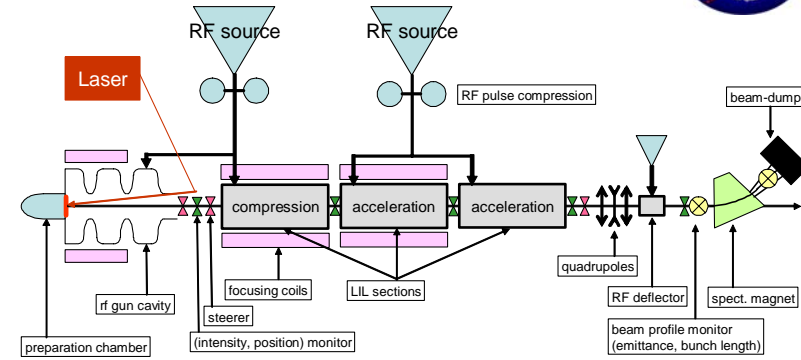 RF source
RF source
Laser
RF pulse compression
beam-dump
compression
acceleration
acceleration
quadrupoles
focusing coils
LIL sections
RF deflector
spect. magnet
rf gun cavity
steerer
(intensity, position) monitor
beam profile monitor
(emittance, bunch length)
preparation chamber